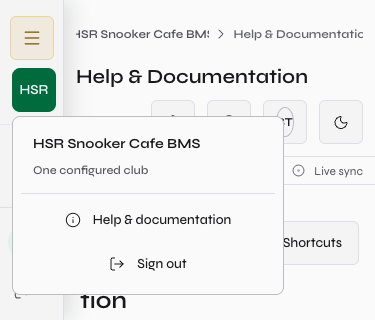 HSR Snooker Cafe BMS > Help & Documentatio
HSR
Help & Documentation
HSR Snooker Cafe BMS
One configured club
Live sync
Help & documentation
Shortcuts
Sign out
tion